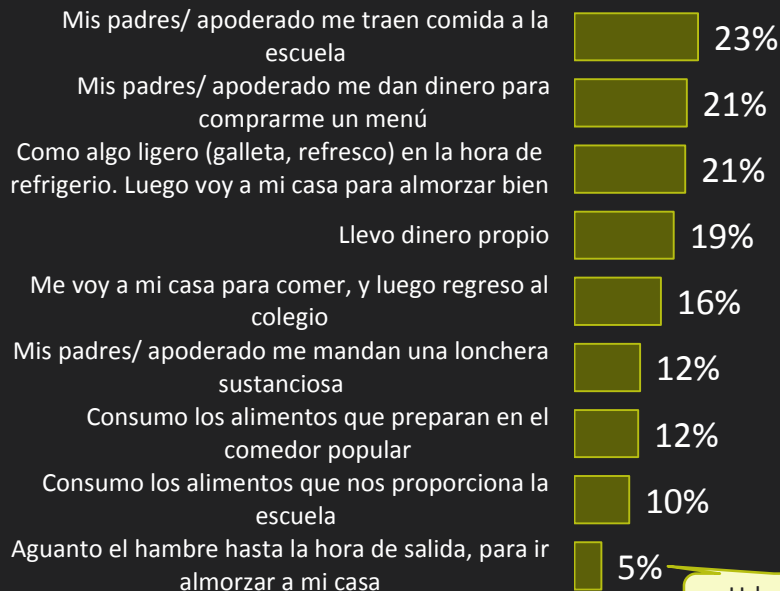 Mis padres/ apoderado me traen comida a la
escuela
23%
Mis padres/ apoderado me dan dinero para
comprarme un menú
21%
Como algo ligero (galleta, refresco) en la hora de
refrigerio. Luego voy a mi casa para almorzar bien
21%
Llevo dinero propio
19%
Me voy a mi casa para comer, y luego regreso al
colegio
16%
Mis padres/ apoderado me mandan una lonchera
sustanciosa
12%
Consumo los alimentos que preparan en el
comedor popular
12%
Consumo los alimentos que nos proporciona la
escuela
10%
Aguanto el hambre hasta la hora de salida, para ir
almorzar a mi casa
5%